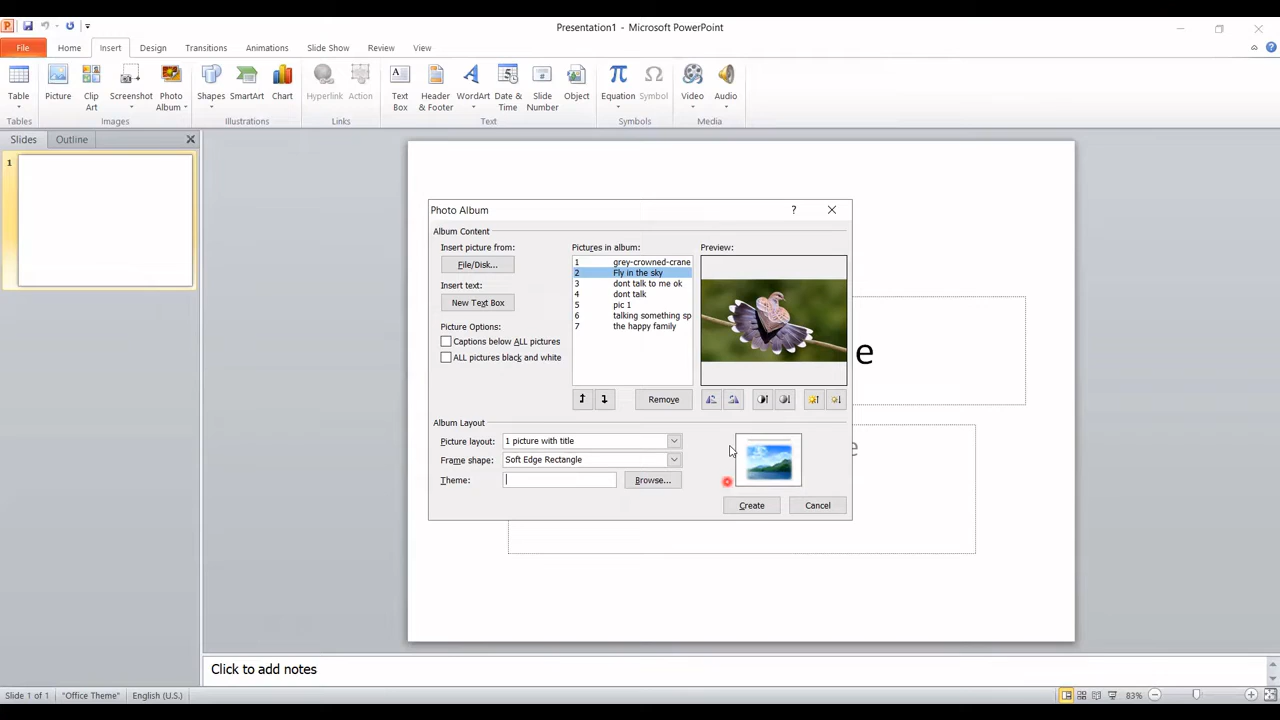 Presentation1 - Microsoft PowerPoint
File Home Insert Design Transitions Animations Slide Show Review View
Table Picture Clip Art Screenshot Photo Album Shapes SmartArt Chart Hyperlink Action Text Box Header & Footer WordArt Date & Time Slide Number Object Equation Symbol Video Audio
Tables Images Illustrations Links Text Symbols Media
Slides Outline
1
Photo Album
?
Album Content
Insert picture from:
File/Disk...
Insert text:
New Text Box
Picture Options:
Captions below ALL pictures
ALL pictures black and white
Pictures in album:
1 grey-crowned-crane
2 Fly in the sky
3 dont talk to me ok
4 dont talk
5 pic 1
6 talking something sp
7 the happy family
Remove
Preview:
Album Layout
Picture layout: 1 picture with title
Frame shape: Soft Edge Rectangle
Theme:
Browse...
Create
Cancel
e
e
Click to add notes
Slide 1 of 1 "Office Theme" English (U.S.) 83%